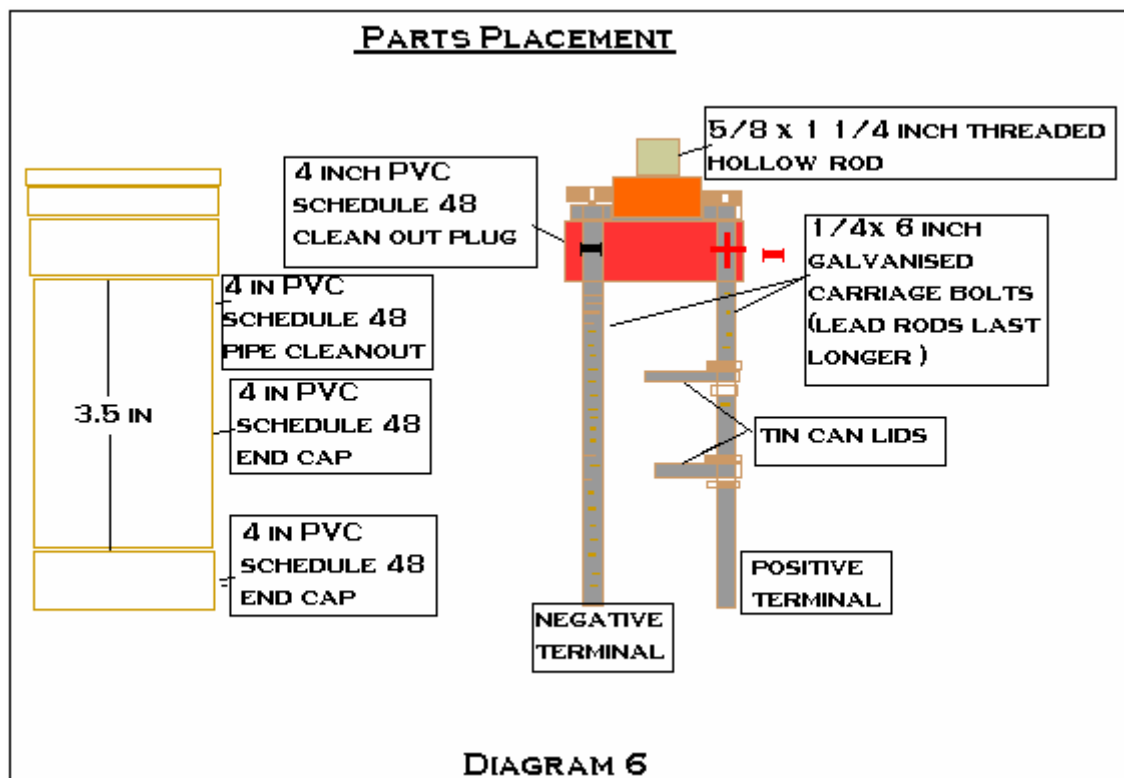 PARTS PLACEMENT
5/8 x 1 1/4 INCH THREADED
HOLLOW ROD
4 INCH PVC
SCHEDULE 48
CLEAN OUT PLUG
1/4x 6 INCH
GALVANISED
CARRIAGE BOLTS
(LEAD RODS LAST
LONGER )
4 IN PVC
SCHEDULE 48
PIPE CLEANOUT
3.5 IN
4 IN PVC
SCHEDULE 48
END CAP
TIN CAN LIDS
4 IN PVC
SCHEDULE 48
END CAP
POSITIVE
TERMINAL
NEGATIVE
TERMINAL
DIAGRAM 6